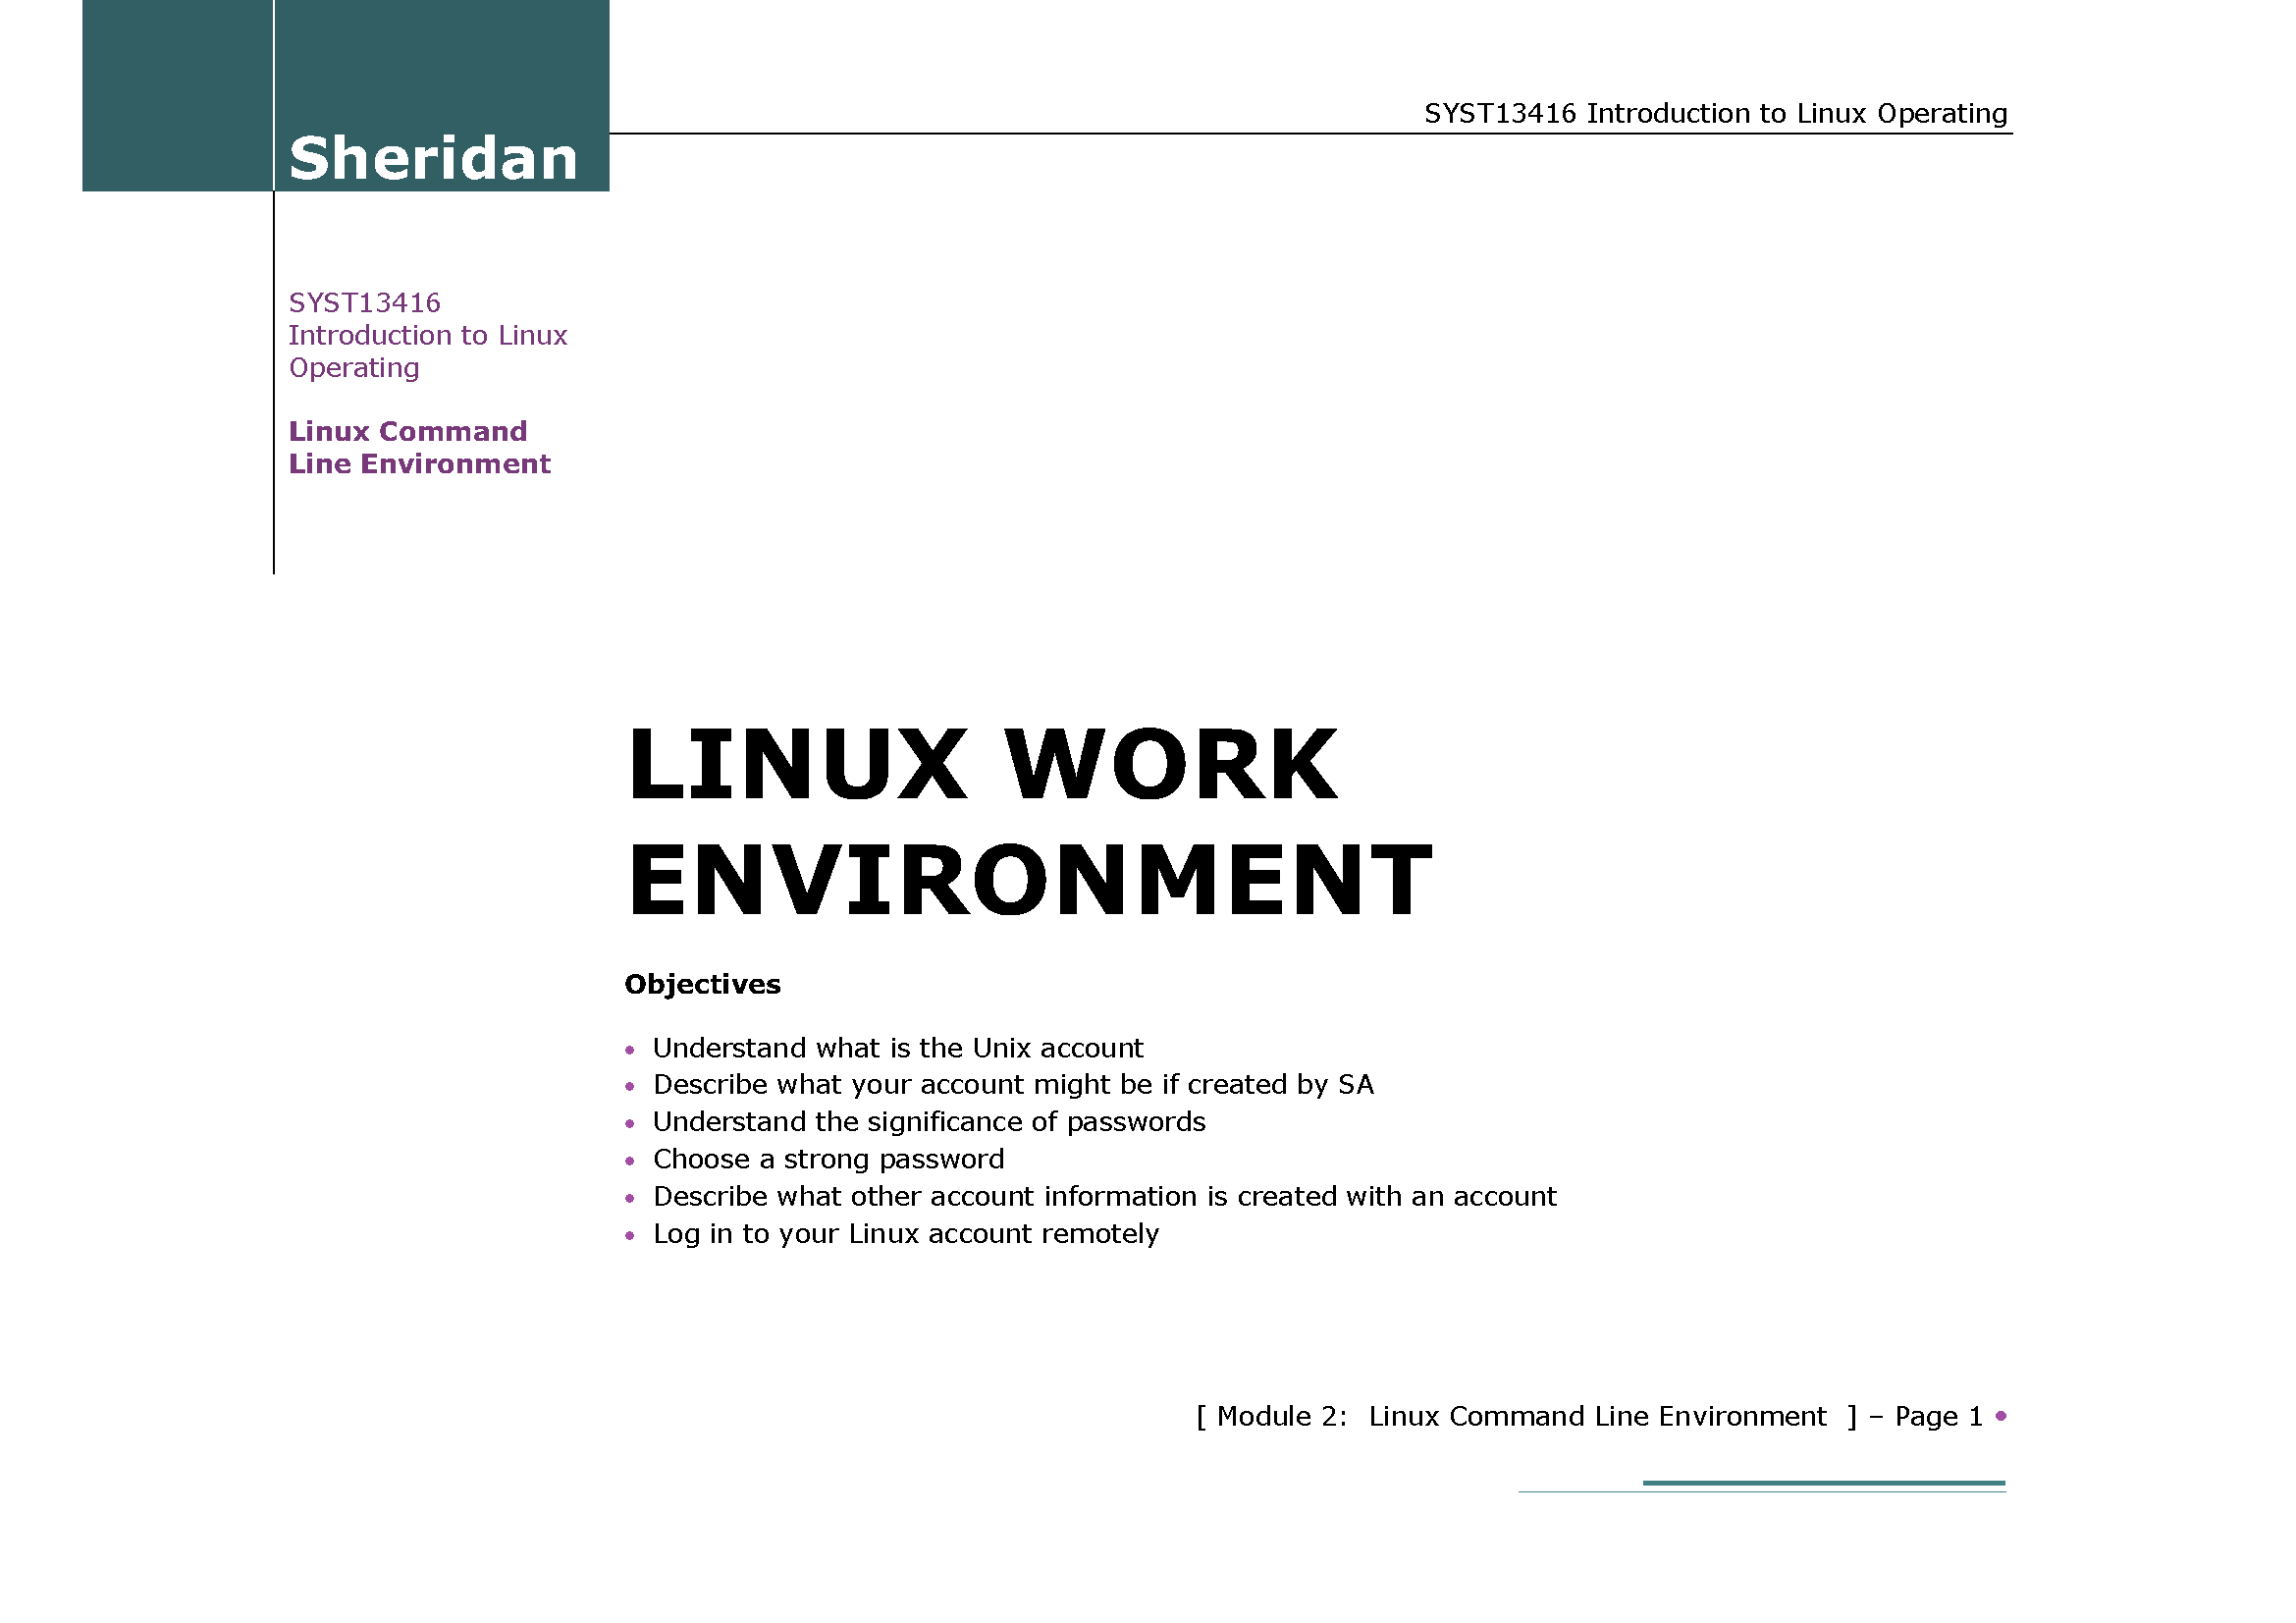 Sheridan
SYST13416 Introduction to Linux Operating
SYST13416
Introduction to Linux
Operating
Linux Command
Line Environment
LINUX WORK
ENVIRONMENT
Objectives
• Understand what is the Unix account
• Describe what your account might be if created by SA
• Understand the significance of passwords
• Choose a strong password
• Describe what other account information is created with an account
• Log in to your Linux account remotely
[ Module 2:  Linux Command Line Environment  ] – Page 1 •